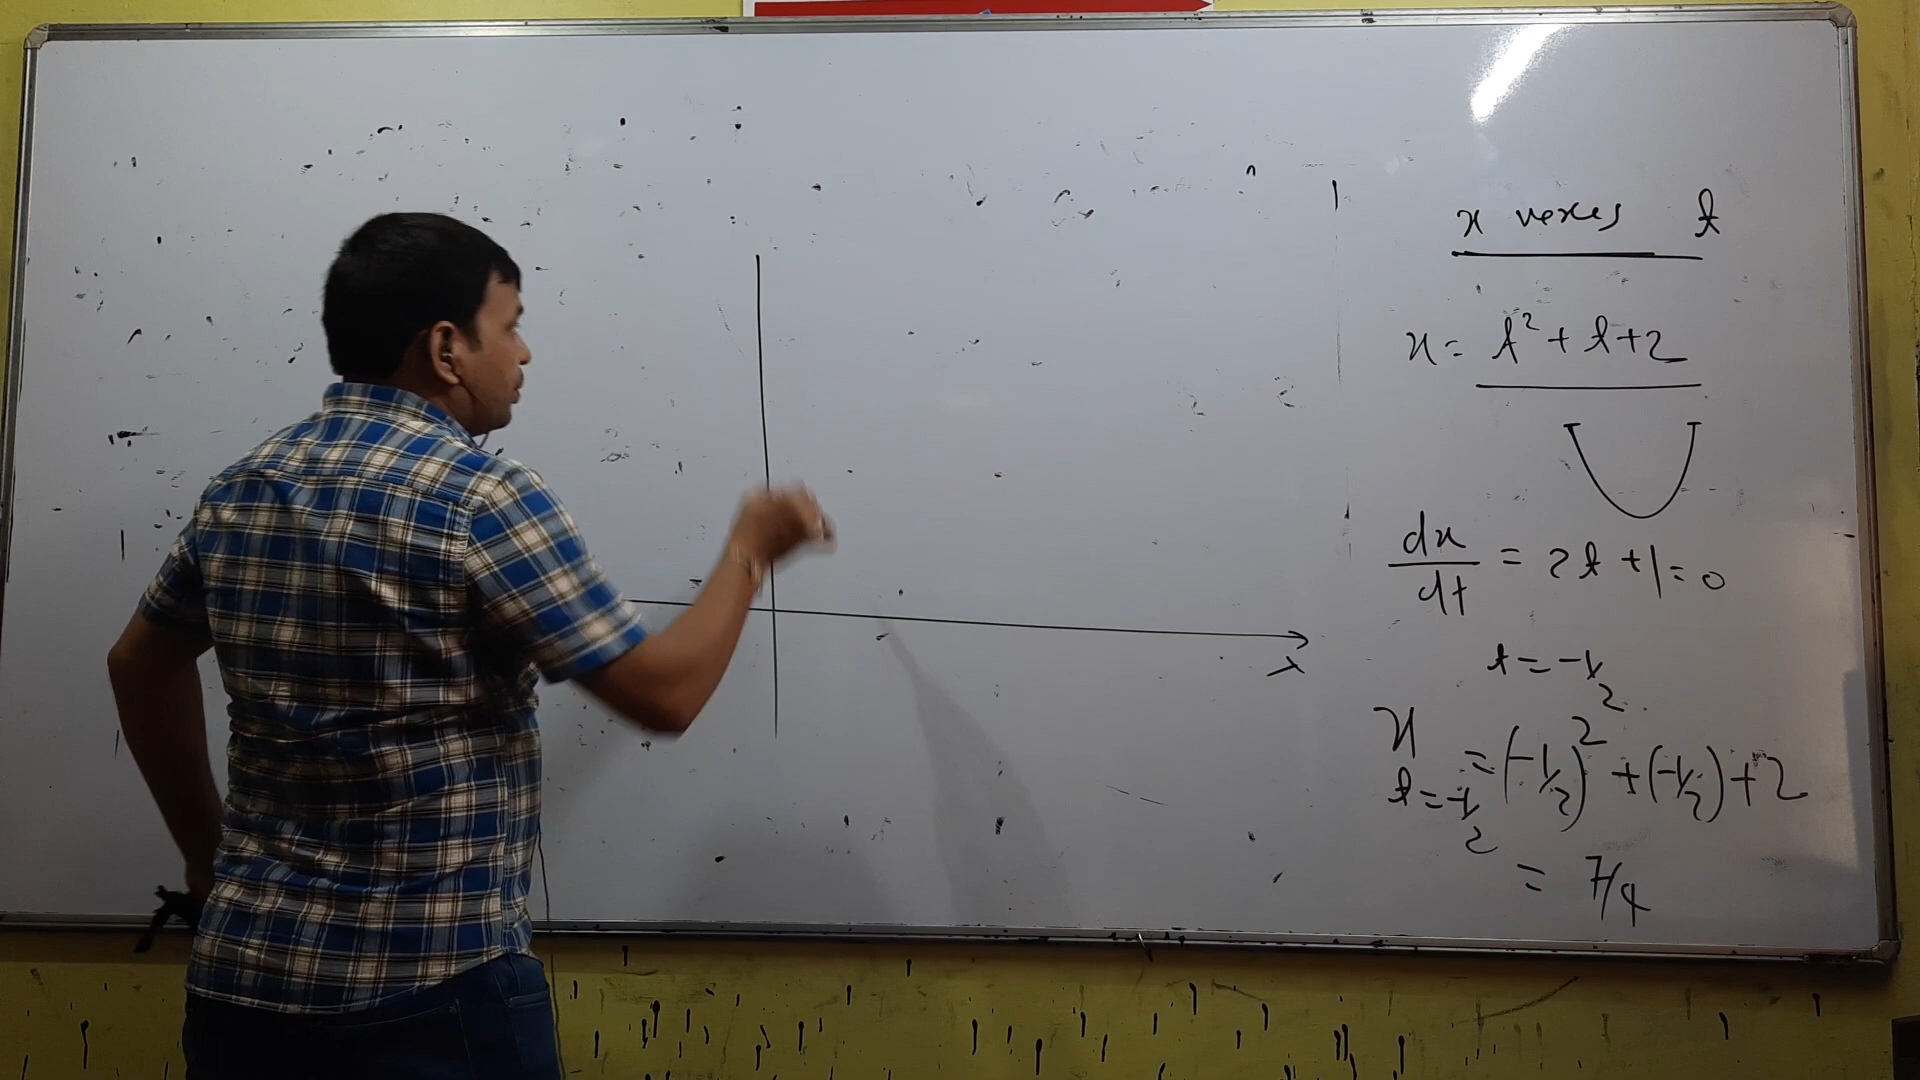 x verses t
x = t² + t + 2
dx/dt = 2t + 1 = 0
t = -1/2
x t = -1/2 = (-1/2)² + (-1/2) + 2
= 7/4
t